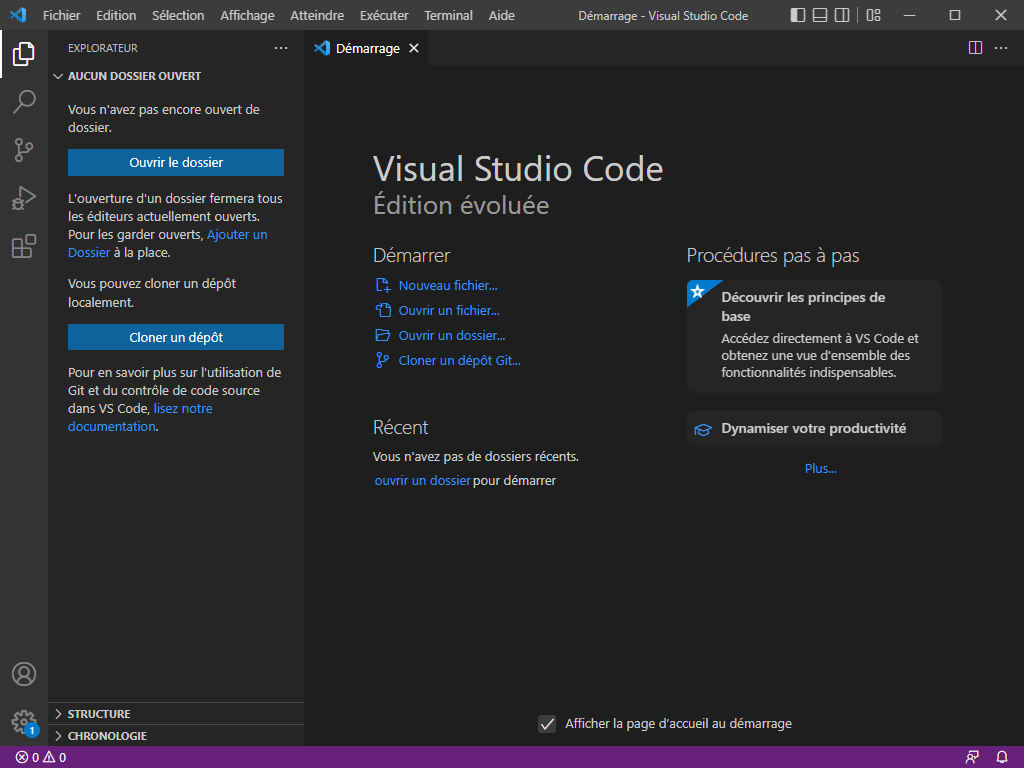 Fichier Edition Sélection Affichage Atteindre Exécuter Terminal Aide
Démarrage - Visual Studio Code
EXPLORATEUR
AUCUN DOSSIER OUVERT
Vous n'avez pas encore ouvert de
dossier.
Ouvrir le dossier
L'ouverture d'un dossier fermera tous
les éditeurs actuellement ouverts.
Pour les garder ouverts, Ajouter un
Dossier à la place.
Vous pouvez cloner un dépôt
localement.
Cloner un dépôt
Pour en savoir plus sur l'utilisation de
Git et du contrôle de code source
dans VS Code, lisez notre
documentation.
STRUCTURE
CHRONOLOGIE
1
Démarrage
Visual Studio Code
Édition évoluée
Démarrer
Nouveau fichier...
Ouvrir un fichier...
Ouvrir un dossier...
Cloner un dépôt Git...
Récent
Vous n'avez pas de dossiers récents.
ouvrir un dossier pour démarrer
Procédures pas à pas
Découvrir les principes de
base
Accédez directement à VS Code et
obtenez une vue d'ensemble des
fonctionnalités indispensables.
Dynamiser votre productivité
Plus...
Afficher la page d'accueil au démarrage
0 0